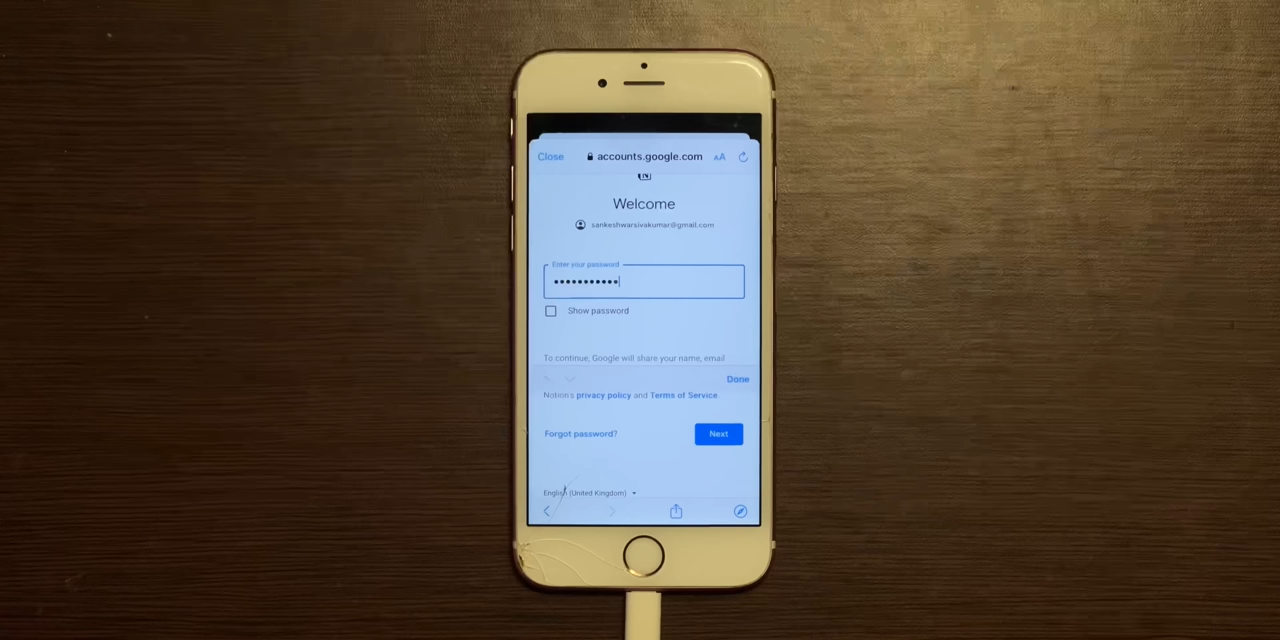 Close accounts.google.com AA
Welcome
sankeshwarsivakumar@gmail.com
Enter your password
•••••••••••
Show password
To continue, Google will share your name, email
Done
Notion's privacy policy and Terms of Service
Forgot password? Next
English (United Kingdom)